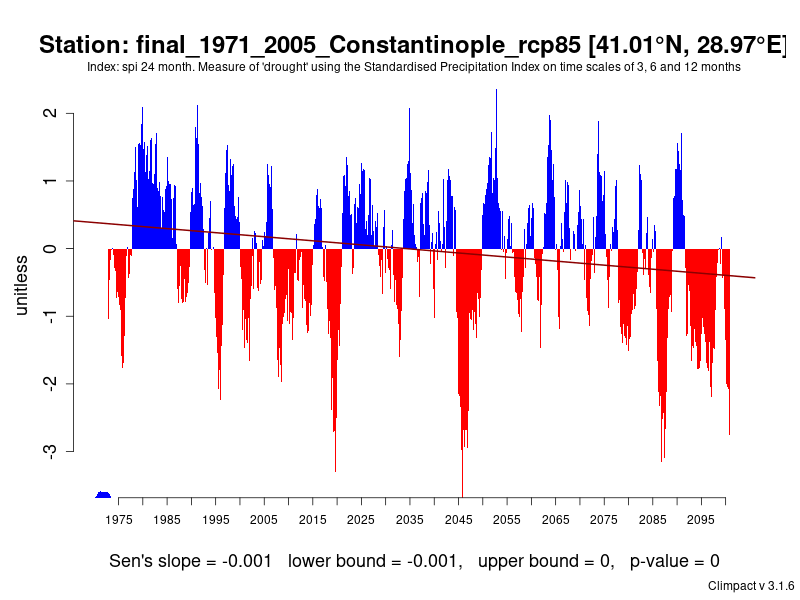 Station: final_1971_2005_Constantinople_rcp85 [41.01°N, 28.97°E]
Index: spi 24 month. Measure of 'drought' using the Standardised Precipitation Index on time scales of 3, 6 and 12 months
2
1
0
-1
-2
-3
unitless
1975 1985 1995 2005 2015 2025 2035 2045 2055 2065 2075 2085 2095
Sen's slope = -0.001 lower bound = -0.001, upper bound = 0, p-value = 0
Climpact v 3.1.6